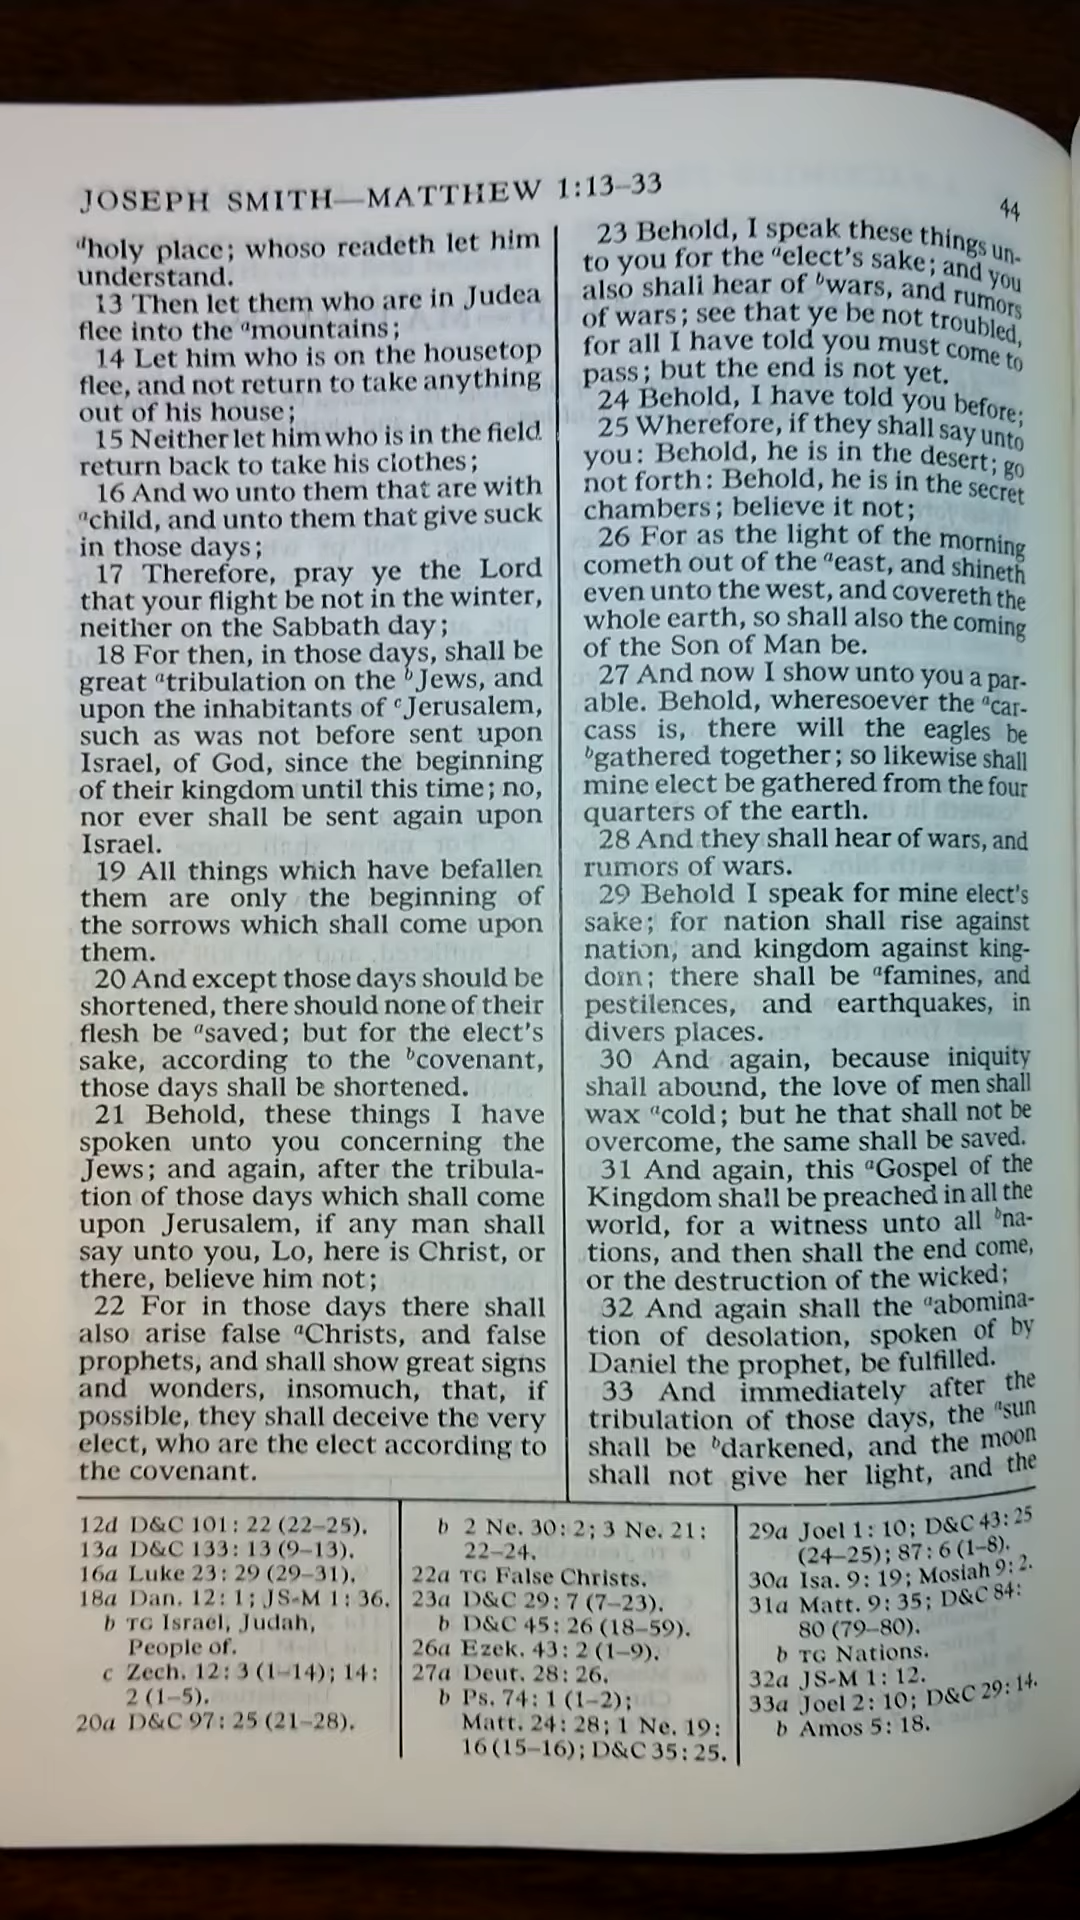 JOSEPH SMITH—MATTHEW 1:13–33
44
dholy place; whoso readeth let him
understand.
13 Then let them who are in Judea
flee into the amountains;
14 Let him who is on the housetop
flee, and not return to take anything
out of his house;
15 Neither let him who is in the field
return back to take his clothes;
16 And wo unto them that are with
achild, and unto them that give suck
in those days;
17 Therefore, pray ye the Lord
that your flight be not in the winter,
neither on the Sabbath day;
18 For then, in those days, shall be
great atribulation on the bJews, and
upon the inhabitants of cJerusalem,
such as was not before sent upon
Israel, of God, since the beginning
of their kingdom until this time; no,
nor ever shall be sent again upon
Israel.
19 All things which have befallen
them are only the beginning of
the sorrows which shall come upon
them.
20 And except those days should be
shortened, there should none of their
flesh be asaved; but for the elect's
sake, according to the bcovenant,
those days shall be shortened.
21 Behold, these things I have
spoken unto you concerning the
Jews; and again, after the tribula-
tion of those days which shall come
upon Jerusalem, if any man shall
say unto you, Lo, here is Christ, or
there, believe him not;
22 For in those days there shall
also arise false aChrists, and false
prophets, and shall show great signs
and wonders, insomuch, that, if
possible, they shall deceive the very
elect, who are the elect according to
the covenant.
23 Behold, I speak these things un-
to you for the aelect's sake; and you
also shall hear of bwars, and rumors
of wars; see that ye be not troubled,
for all I have told you must come to
pass; but the end is not yet.
24 Behold, I have told you before;
25 Wherefore, if they shall say unto
you: Behold, he is in the desert; go
not forth: Behold, he is in the secret
chambers; believe it not;
26 For as the light of the morning
cometh out of the aeast, and shineth
even unto the west, and covereth the
whole earth, so shall also the coming
of the Son of Man be.
27 And now I show unto you a par-
able. Behold, wheresoever the acar-
cass is, there will the eagles be
bgathered together; so likewise shall
mine elect be gathered from the four
quarters of the earth.
28 And they shall hear of wars, and
rumors of wars.
29 Behold I speak for mine elect's
sake; for nation shall rise against
nation, and kingdom against king-
dom; there shall be afamines, and
pestilences, and earthquakes, in
divers places.
30 And again, because iniquity
shall abound, the love of men shall
wax acold; but he that shall not be
overcome, the same shall be saved.
31 And again, this aGospel of the
Kingdom shall be preached in all the
world, for a witness unto all bna-
tions, and then shall the end come,
or the destruction of the wicked;
32 And again shall the aabomina-
tion of desolation, spoken of by
Daniel the prophet, be fulfilled.
33 And immediately after the
tribulation of those days, the asun
shall be bdarkened, and the moon
shall not give her light, and the
12d D&C 101: 22 (22–25).
13a D&C 133: 13 (9–13).
16a Luke 23: 29 (29–31).
18a Dan. 12: 1; JS-M 1: 36.
b TG Israel, Judah,
People of.
c Zech. 12: 3 (1–14); 14:
2 (1–5).
20a D&C 97: 25 (21–28).
b 2 Ne. 30: 2; 3 Ne. 21:
22–24.
22a TG False Christs.
23a D&C 29: 7 (7–23).
b D&C 45: 26 (18–59).
26a Ezek. 43: 2 (1–9).
27a Deut. 28: 26.
b Ps. 74: 1 (1–2);
Matt. 24: 28; 1 Ne. 19:
16 (15–16); D&C 35: 25.
29a Joel 1: 10; D&C 43: 25
(24–25); 87: 6 (1–8).
30a Isa. 9: 19; Mosiah 9: 2.
31a Matt. 9: 35; D&C 84:
80 (79–80).
b TG Nations.
32a JS-M 1: 12.
33a Joel 2: 10; D&C 29: 14.
b Amos 5: 18.